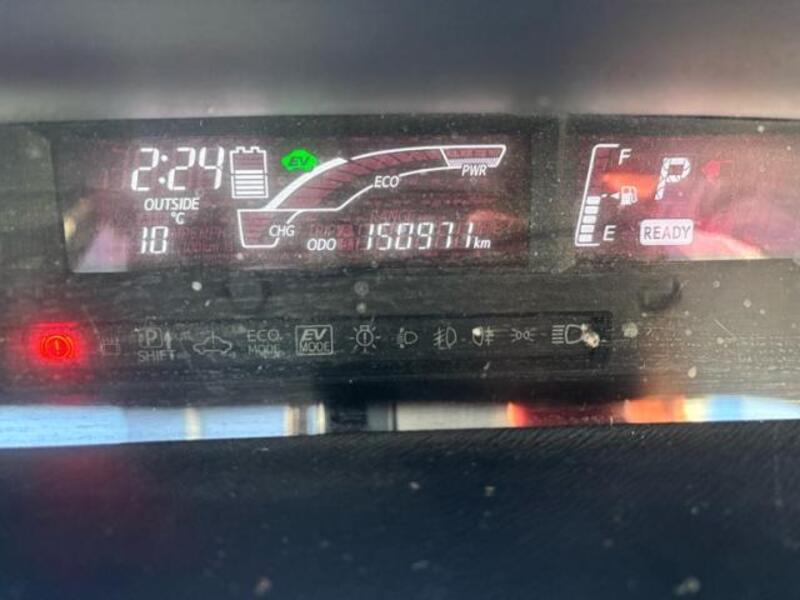 2:24
EV
PWR
F
P
OUTSIDE
°C
ECO
10
CHG
ODO
150971 km
E
READY
P
SHIFT
ECO
MODE
EV
MODE